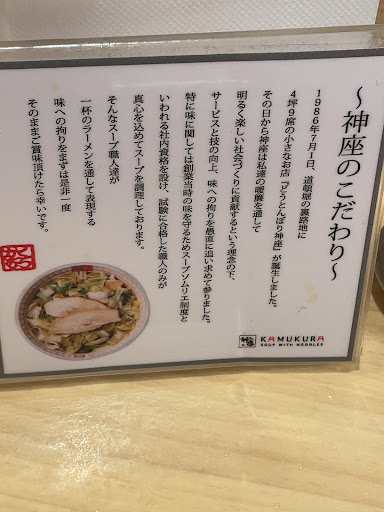 ～神座のこだわり～
1986年7月1日、道頓堀の裏路地に
4坪9席の小さなお店『どうとんぼり神座』が誕生しました。
その日から神座は私達の暖簾を通して
明るく楽しい社会づくりに貢献するという理念の下、
サービスと技の向上、味への拘りを愚直に追い求めて参りました。
特に味に関しては創業当時の味を守るためスープソムリエ制度と
いわれる社内資格を設け、試験に合格した職人のみが
真心を込めてスープを調理しております。
そんなスープ職人達が
一杯のラーメンを通して表現する
味への拘りをまずは是非一度
そのままご賞味頂けたら幸いです。
KAMUKURA
SOUP WITH NOODLES